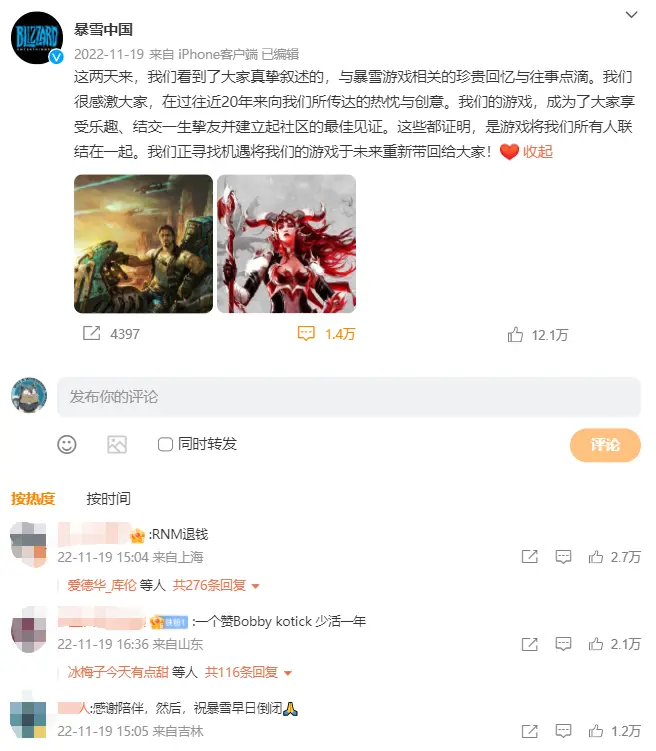 BLIZZARD
ENTERTAINMENT
暴雪中国
2022-11-19 来自 iPhone客户端 已编辑
这两天来，我们看到了大家真挚叙述的，与暴雪游戏相关的珍贵回忆与往事点滴。我们
很感激大家，在过往近20年来向我们所传达的热忱与创意。我们的游戏，成为了大家享
受乐趣、结交一生挚友并建立起社区的最佳见证。这些都证明，是游戏将我们所有人联
结在一起。我们正寻找机遇将我们的游戏于未来重新带回给大家！❤️ 收起
4397
1.4万
12.1万
发布你的评论
同时转发
评论
按热度 按时间
:RNM退钱
22-11-19 15:04 来自上海
2.7万
爱德华_库伦 等人 共276条回复
:一个赞Bobby kotick 少活一年
22-11-19 16:36 来自山东
2.1万
冰梅子今天有点甜 等人 共116条回复
人:感谢陪伴，然后，祝暴雪早日倒闭🙏
22-11-19 15:05 来自吉林
1.2万